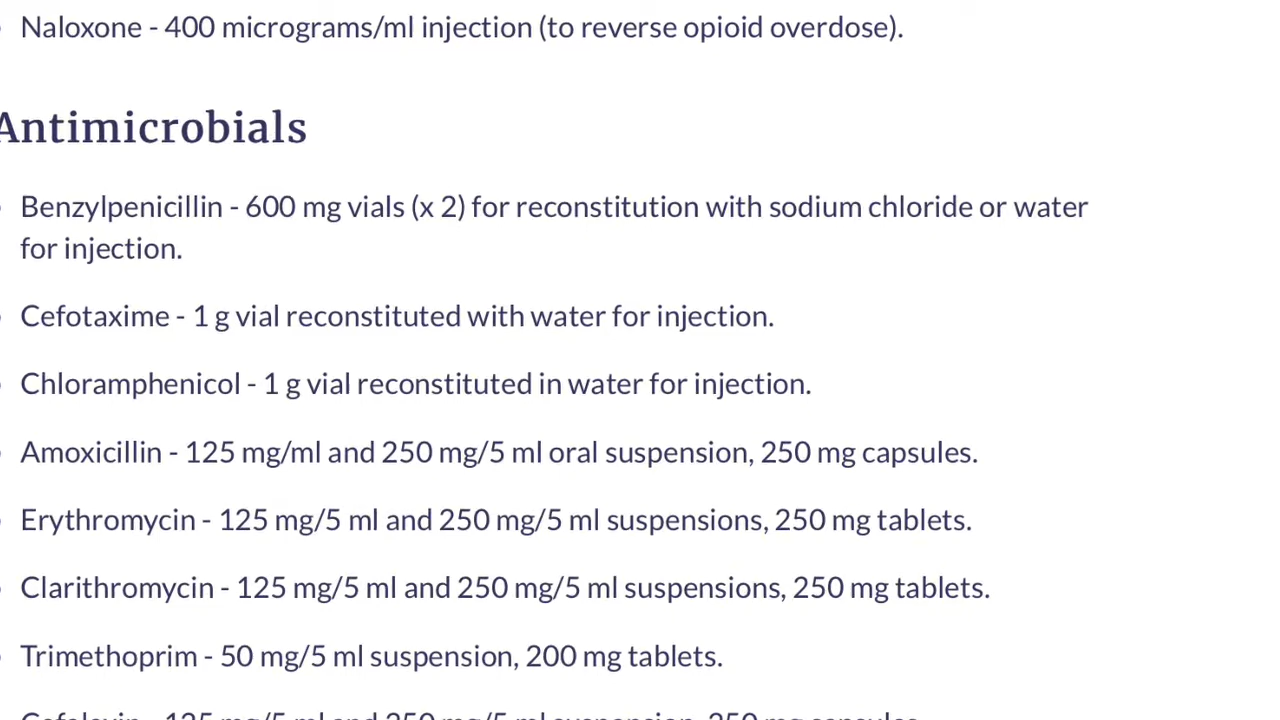 Naloxone - 400 micrograms/ml injection (to reverse opioid overdose).
Antimicrobials
Benzylpenicillin - 600 mg vials (x 2) for reconstitution with sodium chloride or water
for injection.
Cefotaxime - 1 g vial reconstituted with water for injection.
Chloramphenicol - 1 g vial reconstituted in water for injection.
Amoxicillin - 125 mg/ml and 250 mg/5 ml oral suspension, 250 mg capsules.
Erythromycin - 125 mg/5 ml and 250 mg/5 ml suspensions, 250 mg tablets.
Clarithromycin - 125 mg/5 ml and 250 mg/5 ml suspensions, 250 mg tablets.
Trimethoprim - 50 mg/5 ml suspension, 200 mg tablets.